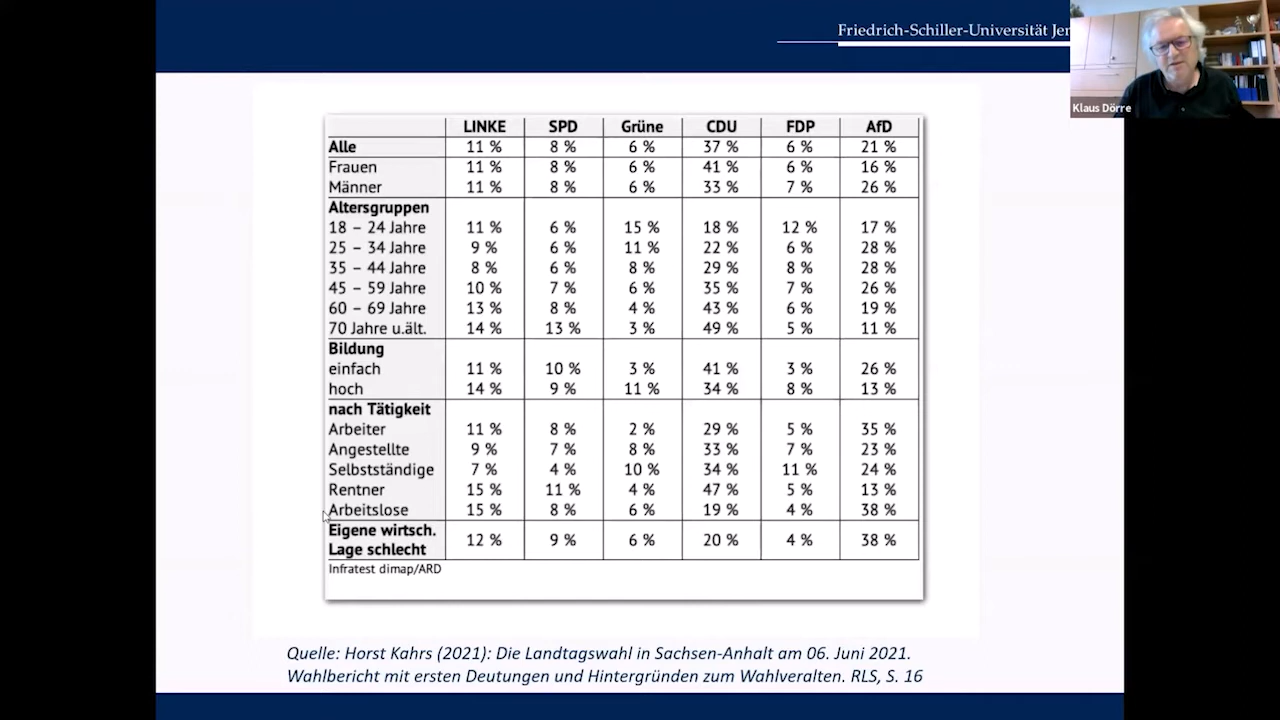 Friedrich-Schiller-Universität Je
Klaus Dörre
LINKE SPD Grüne CDU FDP AfD
Alle 11 % 8 % 6 % 37 % 6 % 21 %
Frauen 11 % 8 % 6 % 41 % 6 % 16 %
Männer 11 % 8 % 6 % 33 % 7 % 26 %
Altersgruppen
18 – 24 Jahre 11 % 6 % 15 % 18 % 12 % 17 %
25 – 34 Jahre 9 % 6 % 11 % 22 % 6 % 28 %
35 – 44 Jahre 8 % 6 % 8 % 29 % 8 % 28 %
45 – 59 Jahre 10 % 7 % 6 % 35 % 7 % 26 %
60 – 69 Jahre 13 % 8 % 4 % 43 % 6 % 19 %
70 Jahre u.ält. 14 % 13 % 3 % 49 % 5 % 11 %
Bildung
einfach 11 % 10 % 3 % 41 % 3 % 26 %
hoch 14 % 9 % 11 % 34 % 8 % 13 %
nach Tätigkeit
Arbeiter 11 % 8 % 2 % 29 % 5 % 35 %
Angestellte 9 % 7 % 8 % 33 % 7 % 23 %
Selbstständige 7 % 4 % 10 % 34 % 11 % 24 %
Rentner 15 % 11 % 4 % 47 % 5 % 13 %
Arbeitslose 15 % 8 % 6 % 19 % 4 % 38 %
Eigene wirtsch.
Lage schlecht 12 % 9 % 6 % 20 % 4 % 38 %
Infratest dimap/ARD
Quelle: Horst Kahrs (2021): Die Landtagswahl in Sachsen-Anhalt am 06. Juni 2021.
Wahlbericht mit ersten Deutungen und Hintergründen zum Wahlveralten. RLS, S. 16